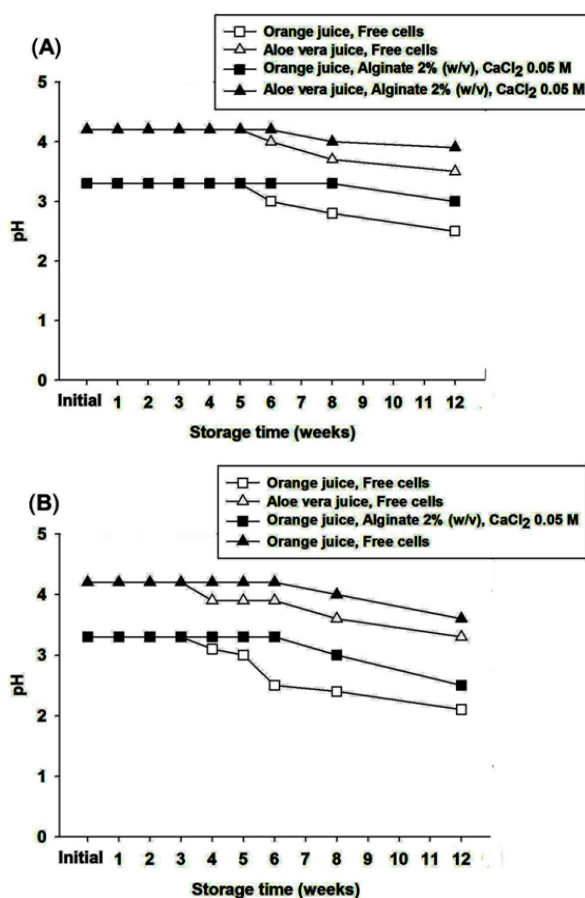 (A)
Orange juice, Free cells
Aloe vera juice, Free cells
Orange juice, Alginate 2% (w/v), CaCl₂ 0.05 M
Aloe vera juice, Alginate 2% (w/v), CaCl₂ 0.05 M
5
4
3
2
1
0
pH
Initial 1 2 3 4 5 6 7 8 9 10 11 12
Storage time (weeks)
(B)
Orange juice, Free cells
Aloe vera juice, Free cells
Orange juice, Alginate 2% (w/v), CaCl₂ 0.05 M
Orange juice, Free cells
5
4
3
2
1
0
pH
Initial 1 2 3 4 5 6 7 8 9 10 11 12
Storage time (weeks)